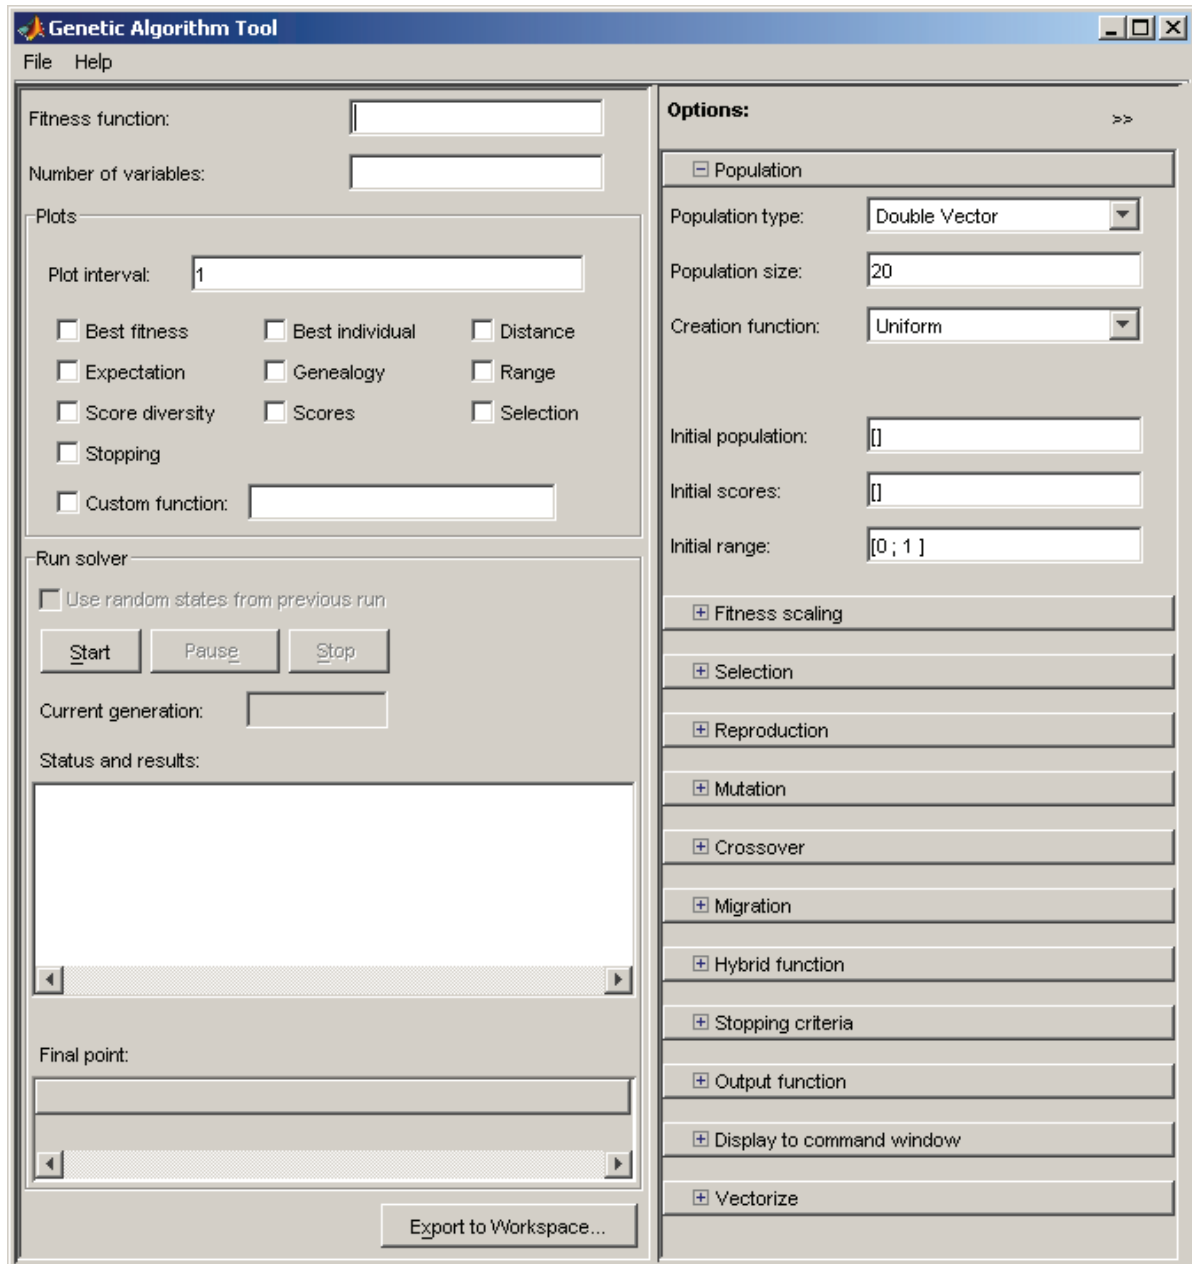 Genetic Algorithm Tool
File Help
Fitness function:
Number of variables:
Plots
Plot interval: 1
Best fitness Best individual Distance
Expectation Genealogy Range
Score diversity Scores Selection
Stopping
Custom function:
Run solver
Use random states from previous run
Start Pause Stop
Current generation:
Status and results:
Final point:
Export to Workspace...
Options: >>
Population
Population type: Double Vector
Population size: 20
Creation function: Uniform
Initial population: []
Initial scores: []
Initial range: [0 ; 1 ]
Fitness scaling
Selection
Reproduction
Mutation
Crossover
Migration
Hybrid function
Stopping criteria
Output function
Display to command window
Vectorize